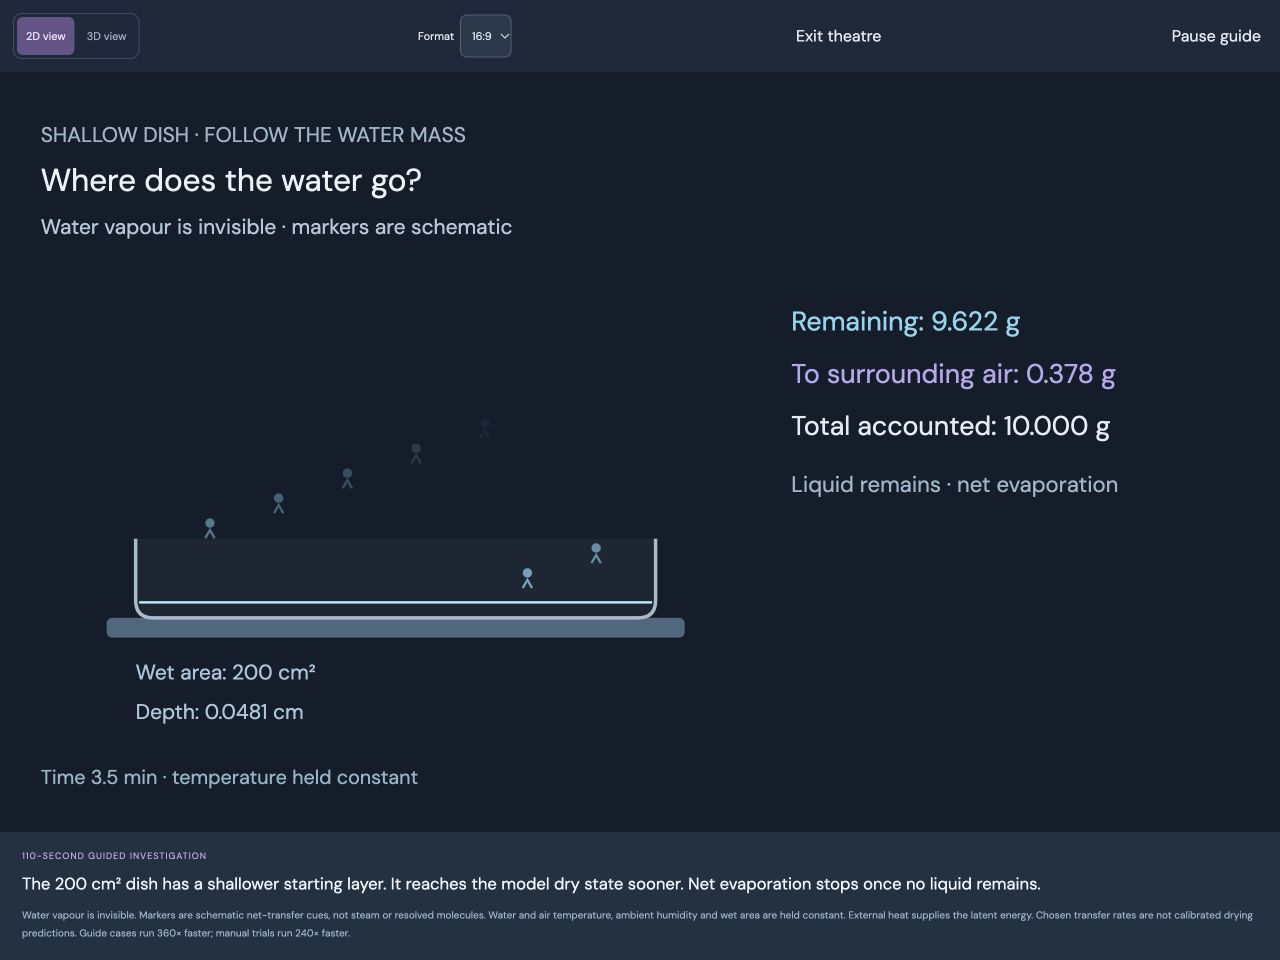 2D view
3D view
Format
16:9
Exit theatre
Pause guide
SHALLOW DISH · FOLLOW THE WATER MASS
Where does the water go?
Water vapour is invisible · markers are schematic
Remaining: 9.622 g
To surrounding air: 0.378 g
Total accounted: 10.000 g
Liquid remains · net evaporation
Wet area: 200 cm²
Depth: 0.0481 cm
Time 3.5 min · temperature held constant
110-SECOND GUIDED INVESTIGATION
The 200 cm² dish has a shallower starting layer. It reaches the model dry state sooner. Net evaporation stops once no liquid remains.
Water vapour is invisible. Markers are schematic net-transfer cues, not steam or resolved molecules. Water and air temperature, ambient humidity and wet area are held constant. External heat supplies the latent energy. Chosen transfer rates are not calibrated drying
predictions. Guide cases run 360× faster; manual trials run 240× faster.